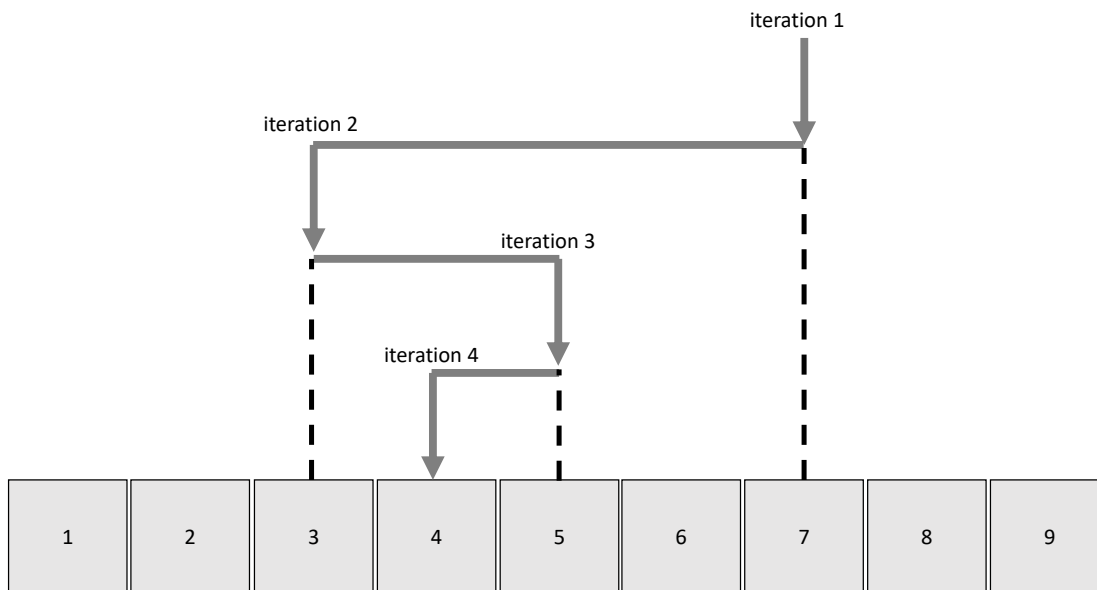 iteration 1
iteration 2
iteration 3
iteration 4
1 2 3 4 5 6 7 8 9